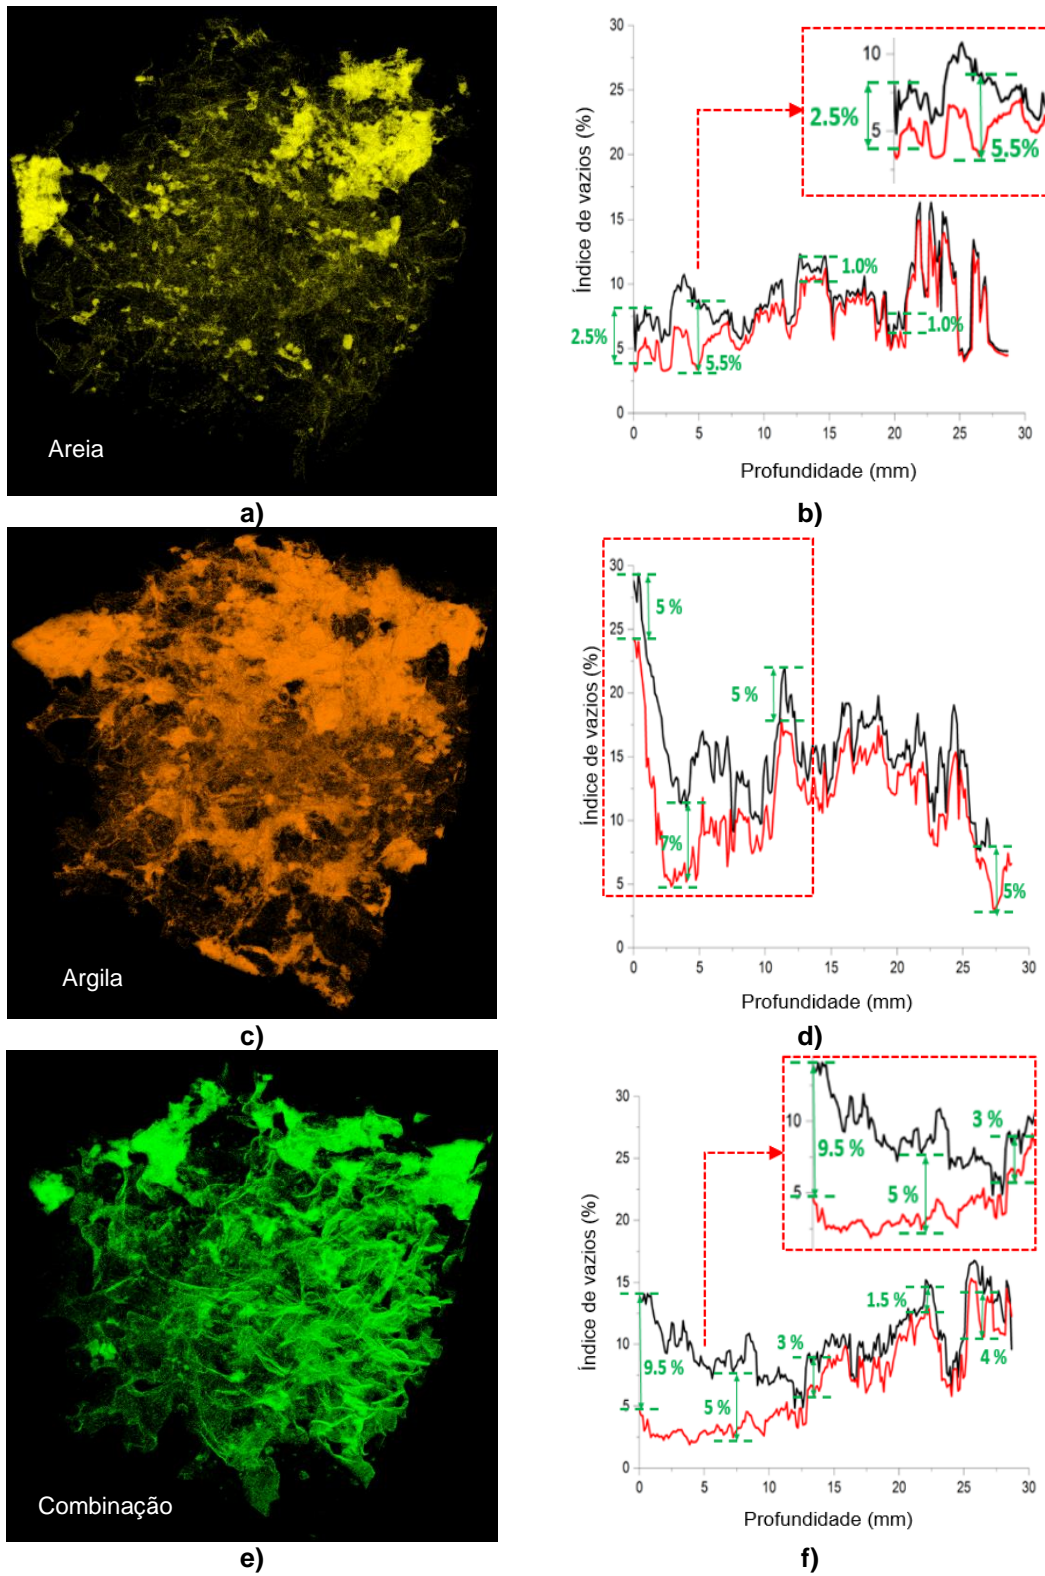 Areia
a)
30
25
20
15
10
5
0
0 5 10 15 20 25 30
Índice de vazios (%)
Profundidade (mm)
10
5
2.5%
5.5%
2.5%
5.5%
1.0%
1.0%
b)
Argila
c)
30
25
20
15
10
5
0
0 5 10 15 20 25 30
Índice de vazios (%)
Profundidade (mm)
5 %
7%
5 %
5%
d)
Combinação
e)
30
25
20
15
10
5
0
0 5 10 15 20 25 30
Índice de vazios (%)
Profundidade (mm)
10
5
9.5 %
5 %
3 %
9.5 %
5 %
3 %
1.5 %
4 %
f)